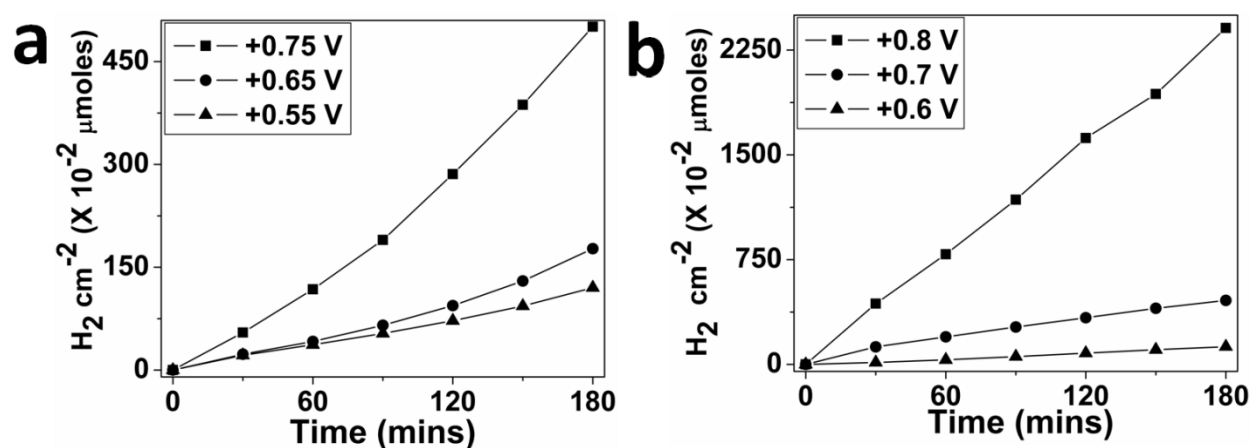 a
H₂ cm⁻² (X 10⁻² μmoles)
450
300
150
0
+0.75 V
+0.65 V
+0.55 V
0 60 120 180
Time (mins)
b
H₂ cm⁻² (X 10⁻² μmoles)
2250
1500
750
0
+0.8 V
+0.7 V
+0.6 V
0 60 120 180
Time (mins)